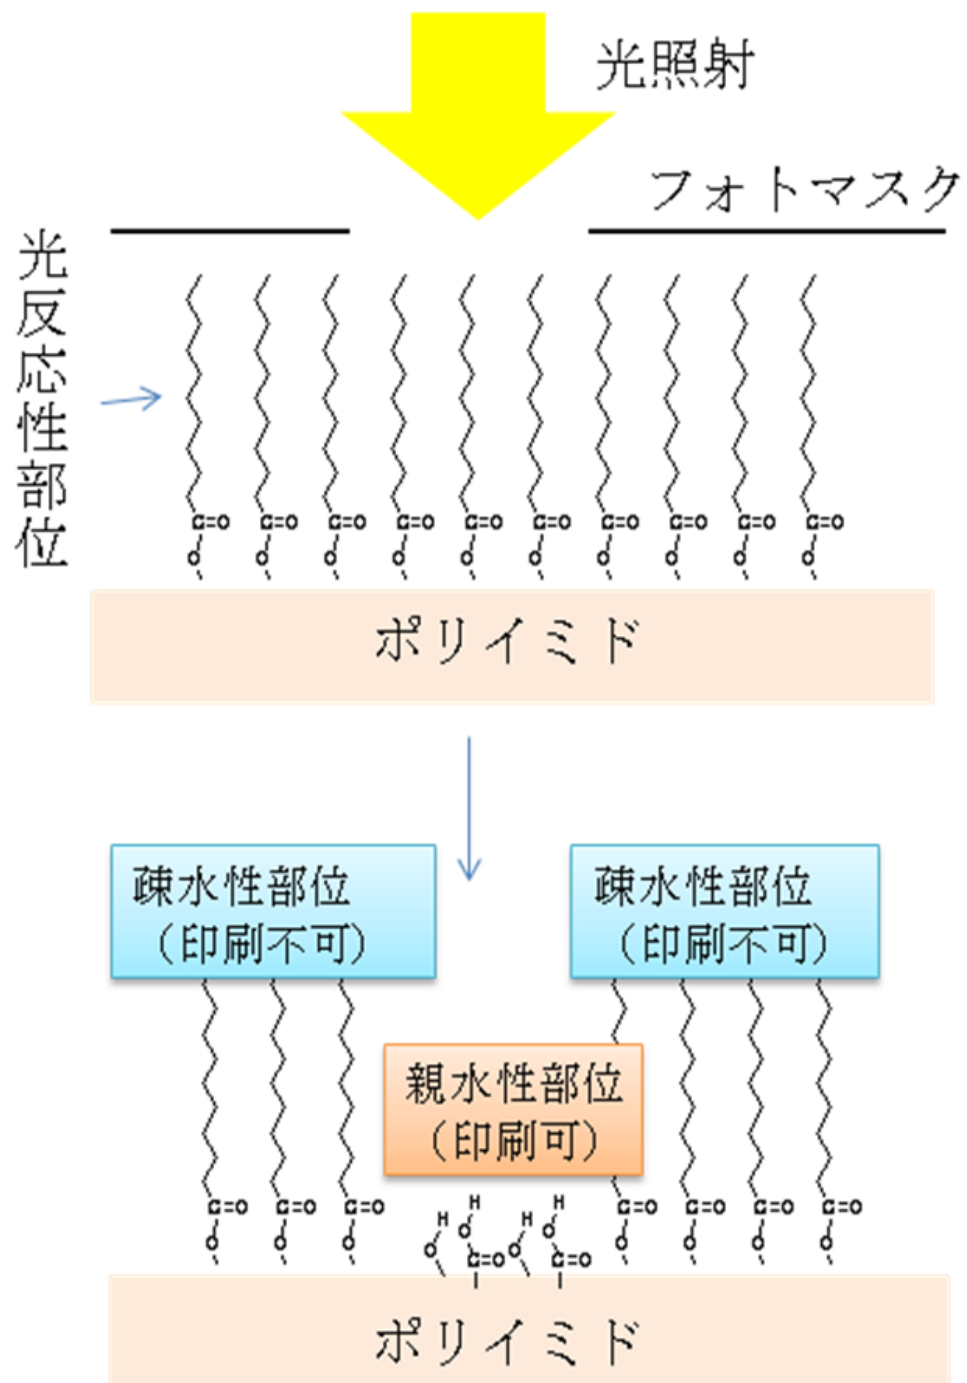 光照射
フォトマスク
光反応性部位
C=O C=O C=O C=O C=O C=O C=O C=O C=O C=O
O O O O O O O O O O
ポリイミド
疎水性部位
(印刷不可)
疎水性部位
(印刷不可)
親水性部位
(印刷可)
C=O C=O C=O C=O C=O C=O C=O
O O O O O O O
H H H H
O O O O
C=O C=O
ポリイミド